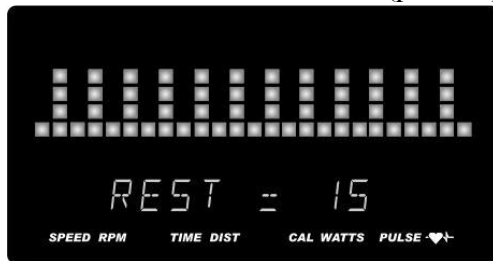 REST = 15
SPEED RPM TIME DIST CAL WATTS PULSE